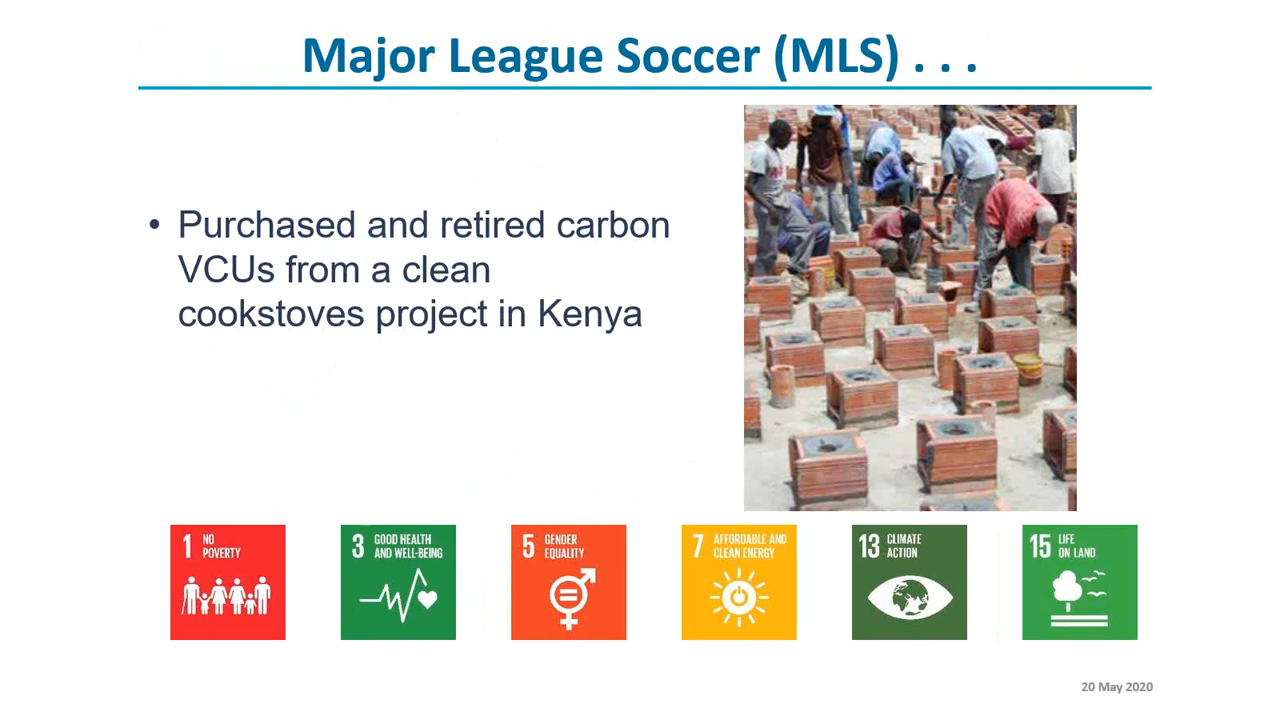 Major League Soccer (MLS) . . .
• Purchased and retired carbon
VCUs from a clean
cookstoves project in Kenya
1 NO
POVERTY
3 GOOD HEALTH
AND WELL-BEING
5 GENDER
EQUALITY
7 AFFORDABLE AND
CLEAN ENERGY
13 CLIMATE
ACTION
15 LIFE
ON LAND
20 May 2020